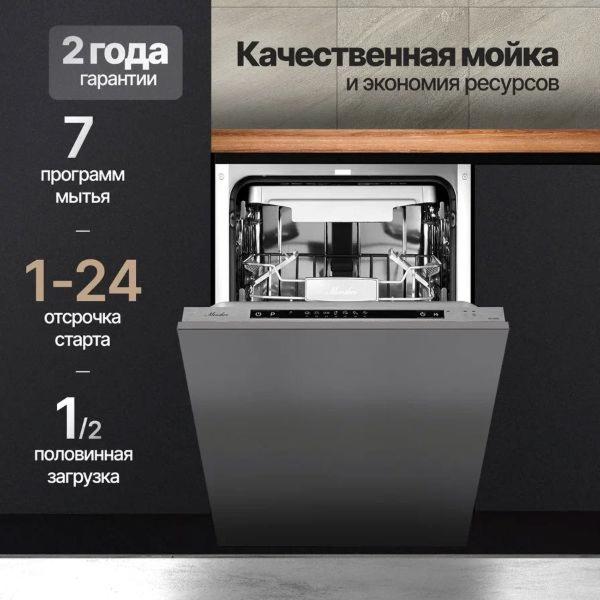 2 года
гарантии
Качественная мойка
и экономия ресурсов
7
программ
мытья
1-24
отсрочка
старта
1/2
половинная
загрузка
P